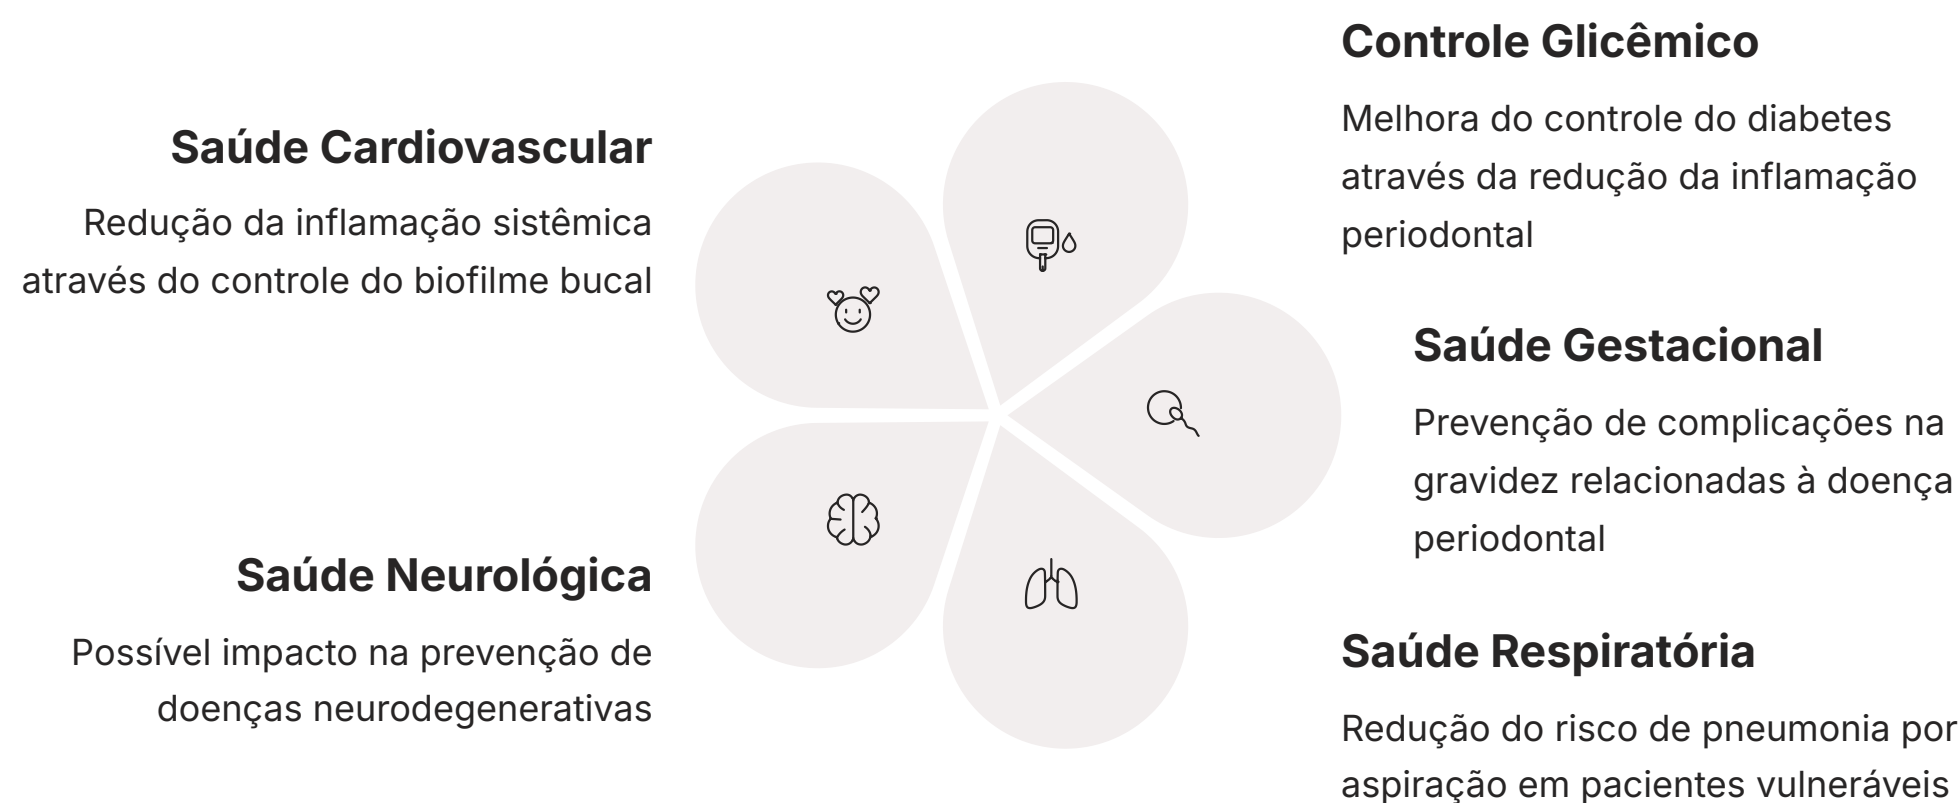 Saúde Cardiovascular
Redução da inflamação sistêmica
através do controle do biofilme bucal
Controle Glicêmico
Melhora do controle do diabetes
através da redução da inflamação
periodontal
Saúde Gestacional
Prevenção de complicações na
gravidez relacionadas à doença
periodontal
Saúde Respiratória
Redução do risco de pneumonia por
aspiração em pacientes vulneráveis
Saúde Neurológica
Possível impacto na prevenção de
doenças neurodegenerativas